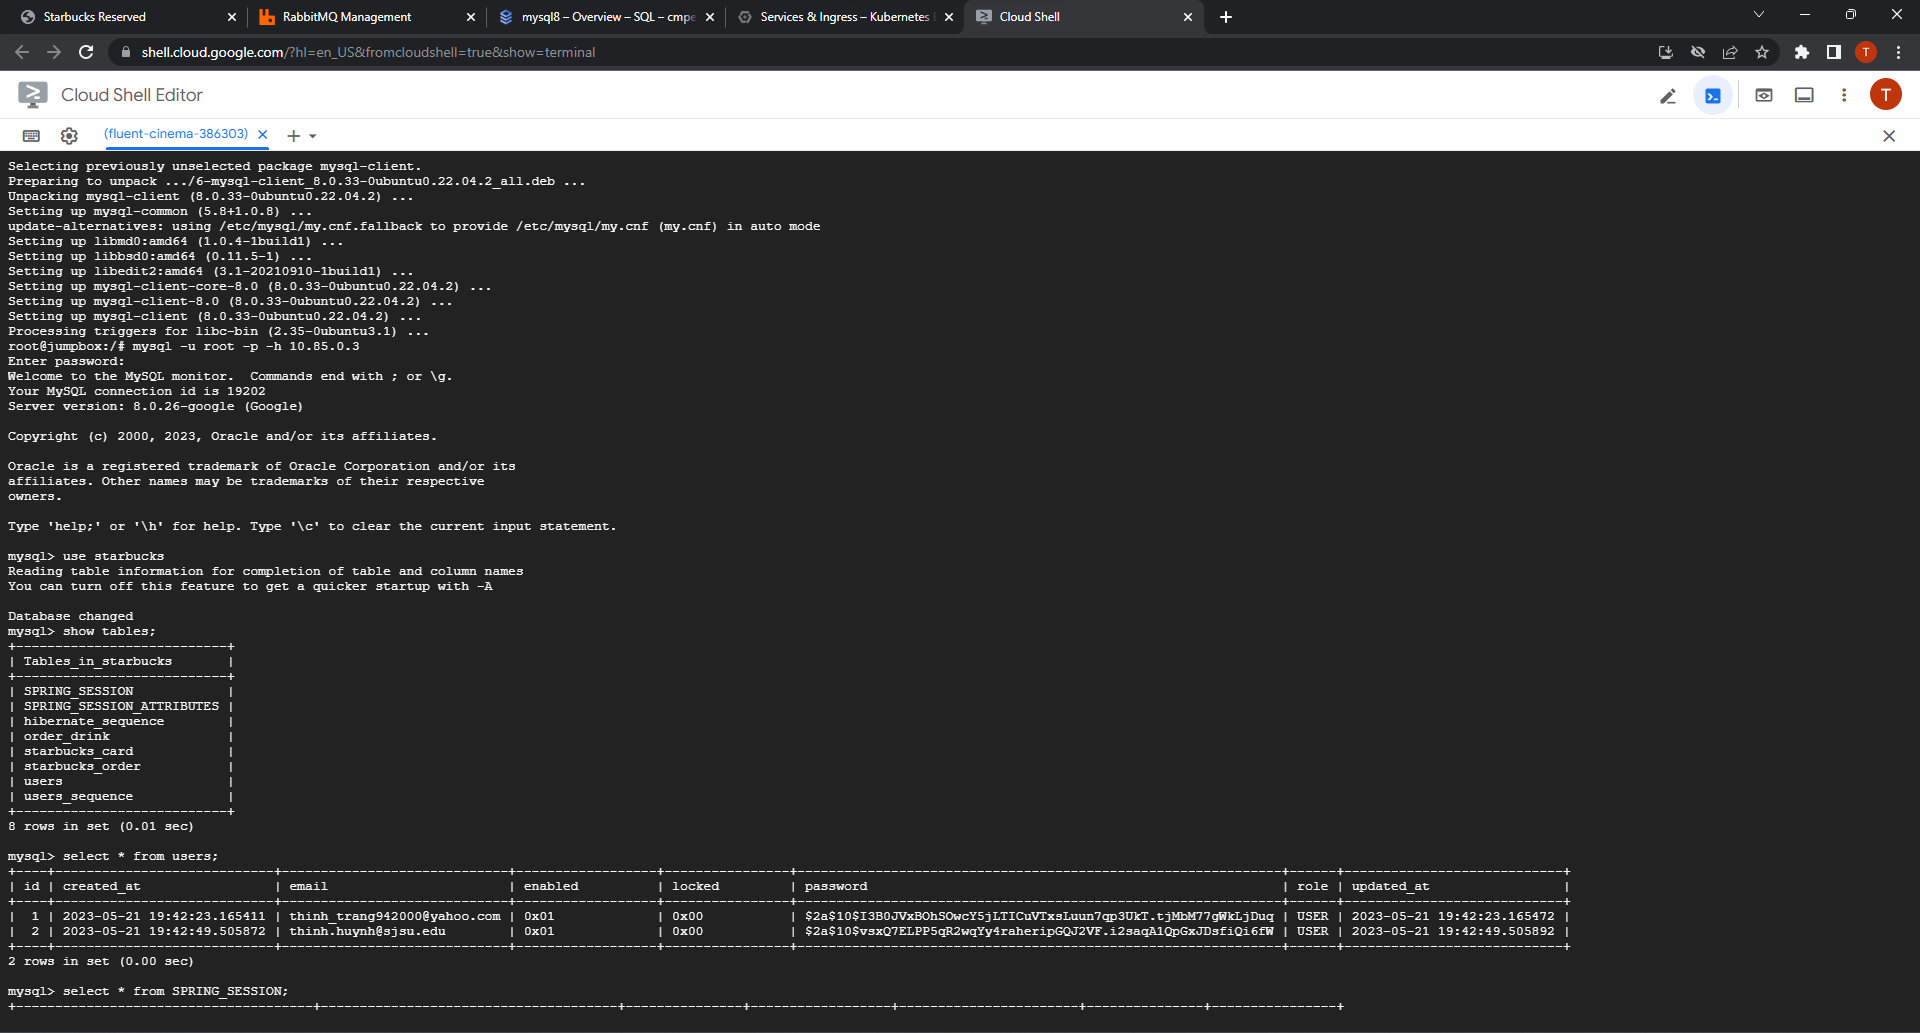 Starbucks Reserved
RabbitMQ Management
mysql8 – Overview – SQL – cmpe
Services & Ingress – Kubernetes
Cloud Shell
shell.cloud.google.com/?hl=en_US&fromcloudshell=true&show=terminal
T
Cloud Shell Editor
T
(fluent-cinema-386303)
Selecting previously unselected package mysql-client.
Preparing to unpack .../6-mysql-client_8.0.33-0ubuntu0.22.04.2_all.deb ...
Unpacking mysql-client (8.0.33-0ubuntu0.22.04.2) ...
Setting up mysql-common (5.8+1.0.8) ...
update-alternatives: using /etc/mysql/my.cnf.fallback to provide /etc/mysql/my.cnf (my.cnf) in auto mode
Setting up libmd0:amd64 (1.0.4-1build1) ...
Setting up libbsd0:amd64 (0.11.5-1) ...
Setting up libedit2:amd64 (3.1-20210910-1build1) ...
Setting up mysql-client-core-8.0 (8.0.33-0ubuntu0.22.04.2) ...
Setting up mysql-client-8.0 (8.0.33-0ubuntu0.22.04.2) ...
Setting up mysql-client (8.0.33-0ubuntu0.22.04.2) ...
Processing triggers for libc-bin (2.35-0ubuntu3.1) ...
root@jumpbox:/# mysql -u root -p -h 10.85.0.3
Enter password:
Welcome to the MySQL monitor.  Commands end with ; or \g.
Your MySQL connection id is 19202
Server version: 8.0.26-google (Google)
Copyright (c) 2000, 2023, Oracle and/or its affiliates.
Oracle is a registered trademark of Oracle Corporation and/or its
affiliates. Other names may be trademarks of their respective
owners.
Type 'help;' or '\h' for help. Type '\c' to clear the current input statement.
mysql> use starbucks
Reading table information for completion of table and column names
You can turn off this feature to get a quicker startup with -A
Database changed
mysql> show tables;
+---------------------------+
| Tables_in_starbucks       |
+---------------------------+
| SPRING_SESSION            |
| SPRING_SESSION_ATTRIBUTES |
| hibernate_sequence        |
| order_drink               |
| starbucks_card            |
| starbucks_order           |
| users                     |
| users_sequence            |
+---------------------------+
8 rows in set (0.01 sec)
mysql> select * from users;
+----+----------------------------+-----------------------------+------------------+----------------+--------------------------------------------------------------+------+----------------------------+
| id | created_at | email | enabled | locked | password | role | updated_at |
+----+----------------------------+-----------------------------+------------------+----------------+--------------------------------------------------------------+------+----------------------------+
| 1 | 2023-05-21 19:42:23.165411 | thinh_trang942000@yahoo.com | 0x01 | 0x00 | $2a$10$I3B0JVxBOhSOwcY5jLTICuVTxsLuun7qp3UkT.tjMbM77gWkLjDuq | USER | 2023-05-21 19:42:23.165472 |
| 2 | 2023-05-21 19:42:49.505872 | thinh.huynh@sjsu.edu | 0x01 | 0x00 | $2a$10$vsxQ7ELPP5qR2wqYy4raheripGQJ2VF.i2saqA1QpGxJDsfiQi6fW | USER | 2023-05-21 19:42:49.505892 |
+----+----------------------------+-----------------------------+------------------+----------------+--------------------------------------------------------------+------+----------------------------+
2 rows in set (0.00 sec)
mysql> select * from SPRING_SESSION;
+--------------------------------------+--------------------------------------+---------------+------------------+-----------------------+---------------+----------------+